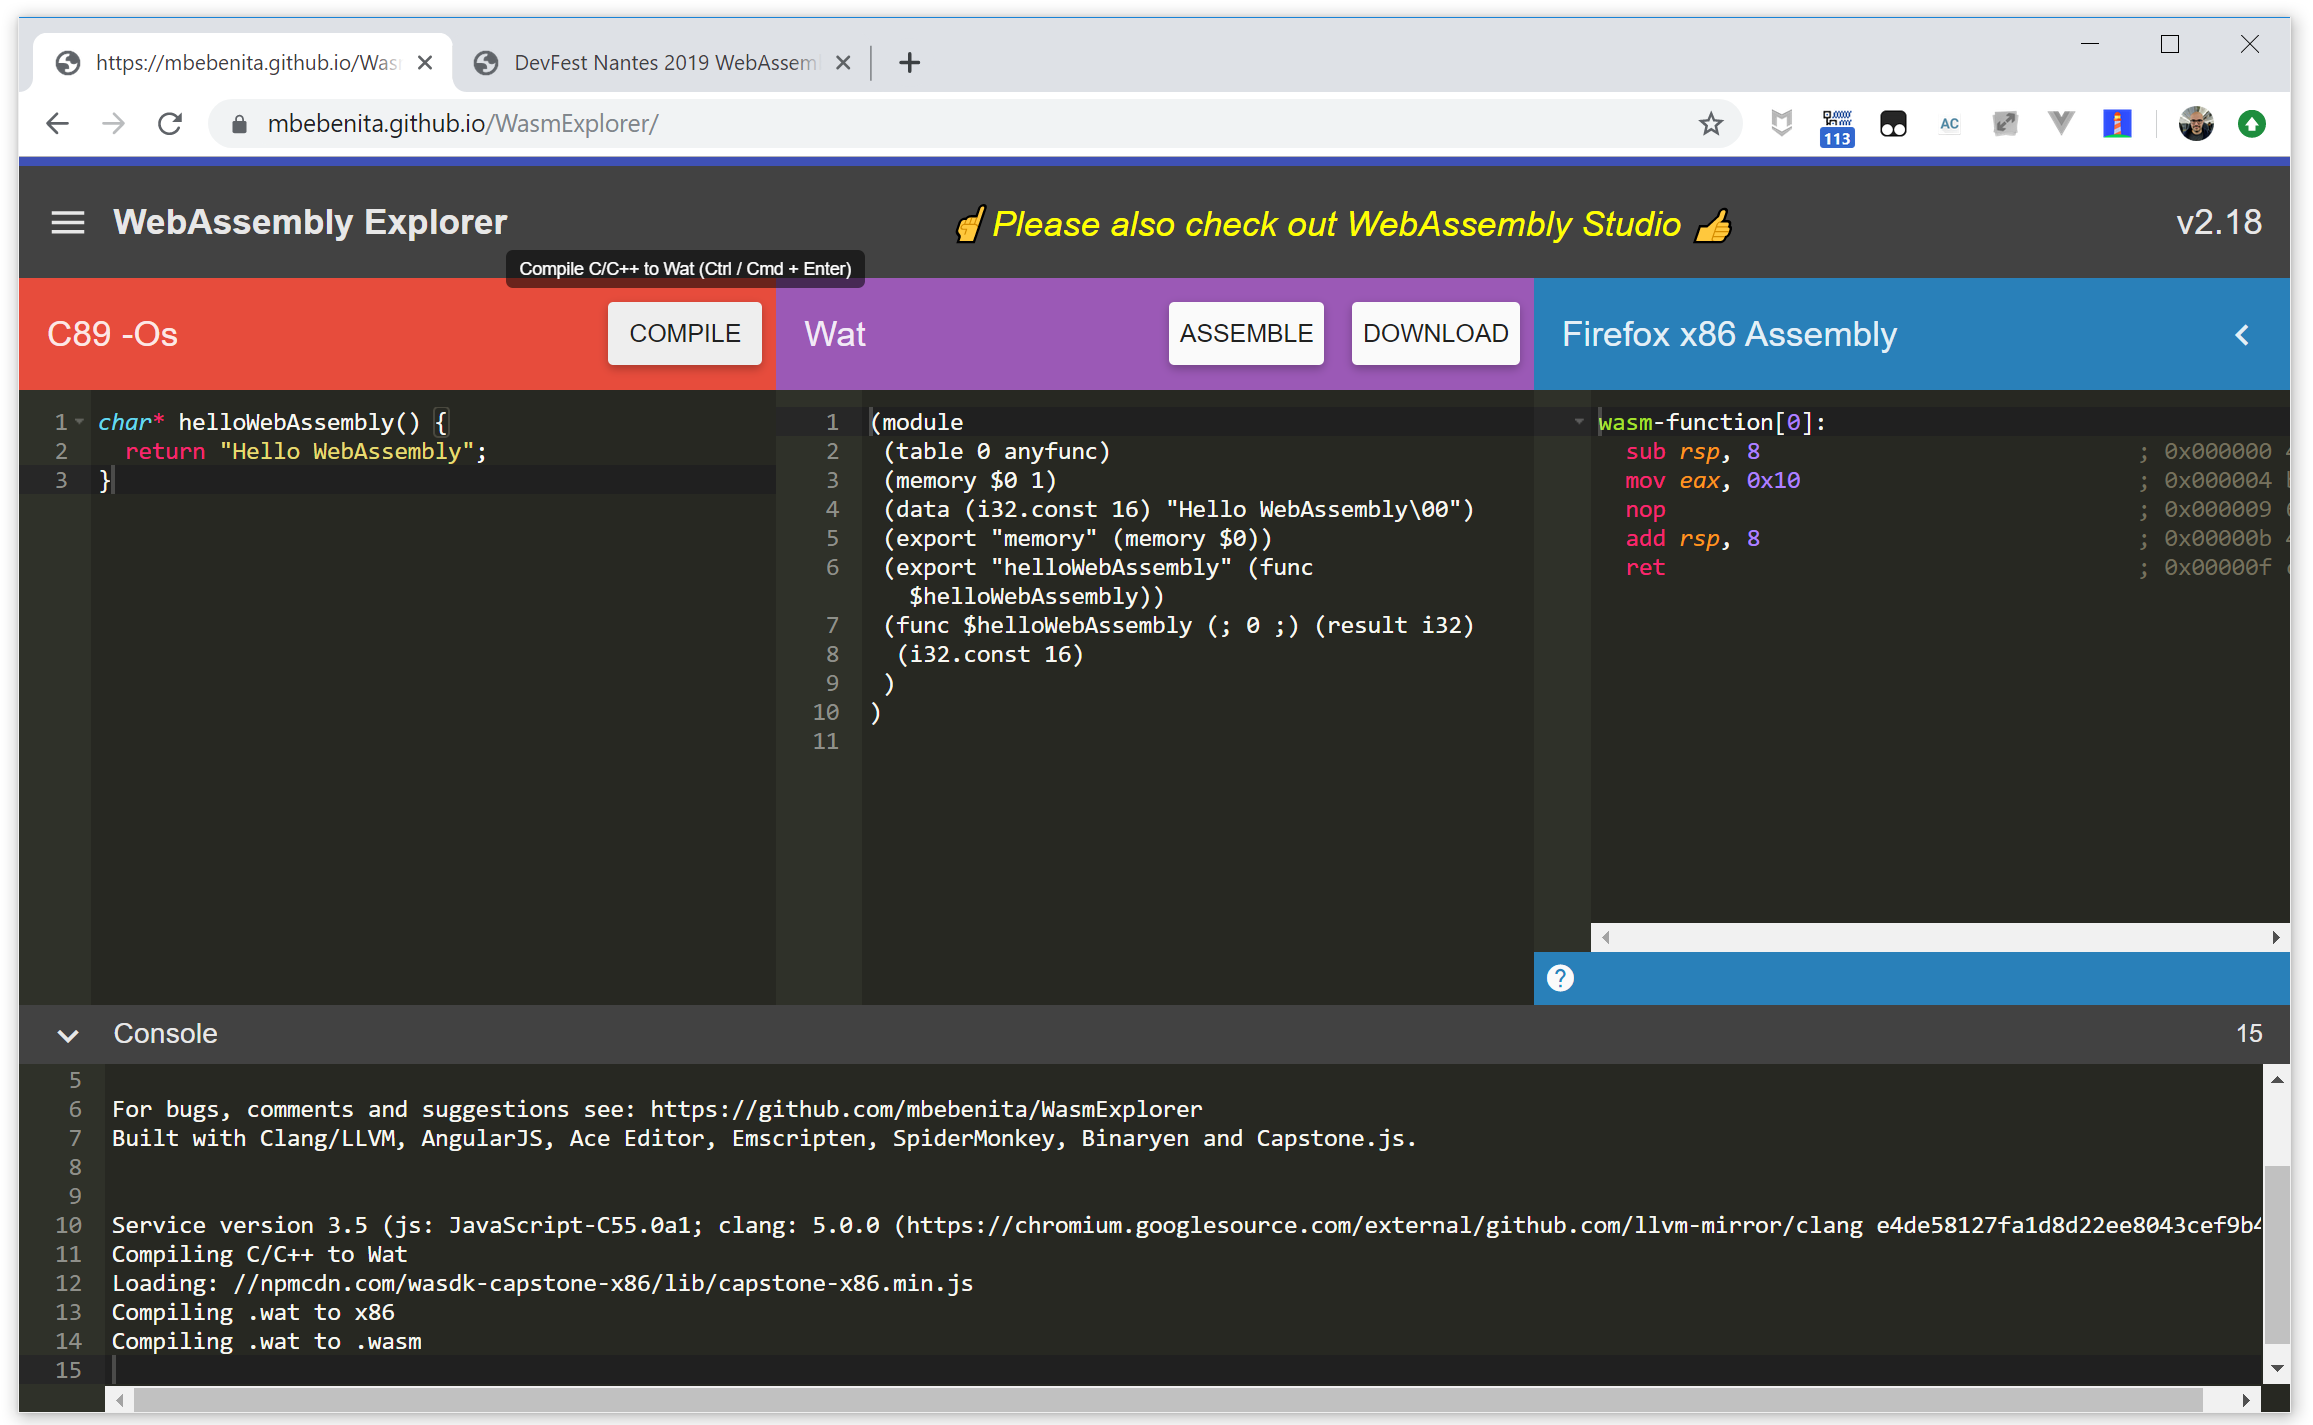 https://mbebenita.github.io/Was
DevFest Nantes 2019 WebAssem
mbebenita.github.io/WasmExplorer/
113
AC
WebAssembly Explorer
☝Please also check out WebAssembly Studio 👍
v2.18
Compile C/C++ to Wat (Ctrl / Cmd + Enter)
C89 -Os
COMPILE
Wat
ASSEMBLE
DOWNLOAD
Firefox x86 Assembly
1 char* helloWebAssembly() {
2   return "Hello WebAssembly";
3 }
1 (module
2  (table 0 anyfunc)
3  (memory $0 1)
4  (data (i32.const 16) "Hello WebAssembly\00")
5  (export "memory" (memory $0))
6  (export "helloWebAssembly" (func
   $helloWebAssembly))
7  (func $helloWebAssembly (; 0 ;) (result i32)
8   (i32.const 16)
9  )
10 )
11
wasm-function[0]:
  sub rsp, 8 ; 0x000000 4
  mov eax, 0x10 ; 0x000004
  nop ; 0x000009
  add rsp, 8 ; 0x00000b 4
  ret ; 0x00000f
?
Console
15
5
6 For bugs, comments and suggestions see: https://github.com/mbebenita/WasmExplorer
7 Built with Clang/LLVM, AngularJS, Ace Editor, Emscripten, SpiderMonkey, Binaryen and Capstone.js.
8
9
10 Service version 3.5 (js: JavaScript-C55.0a1; clang: 5.0.0 (https://chromium.googlesource.com/external/github.com/llvm-mirror/clang e4de58127fa1d8d22ee8043cef9b4
11 Compiling C/C++ to Wat
12 Loading: //npmcdn.com/wasdk-capstone-x86/lib/capstone-x86.min.js
13 Compiling .wat to x86
14 Compiling .wat to .wasm
15